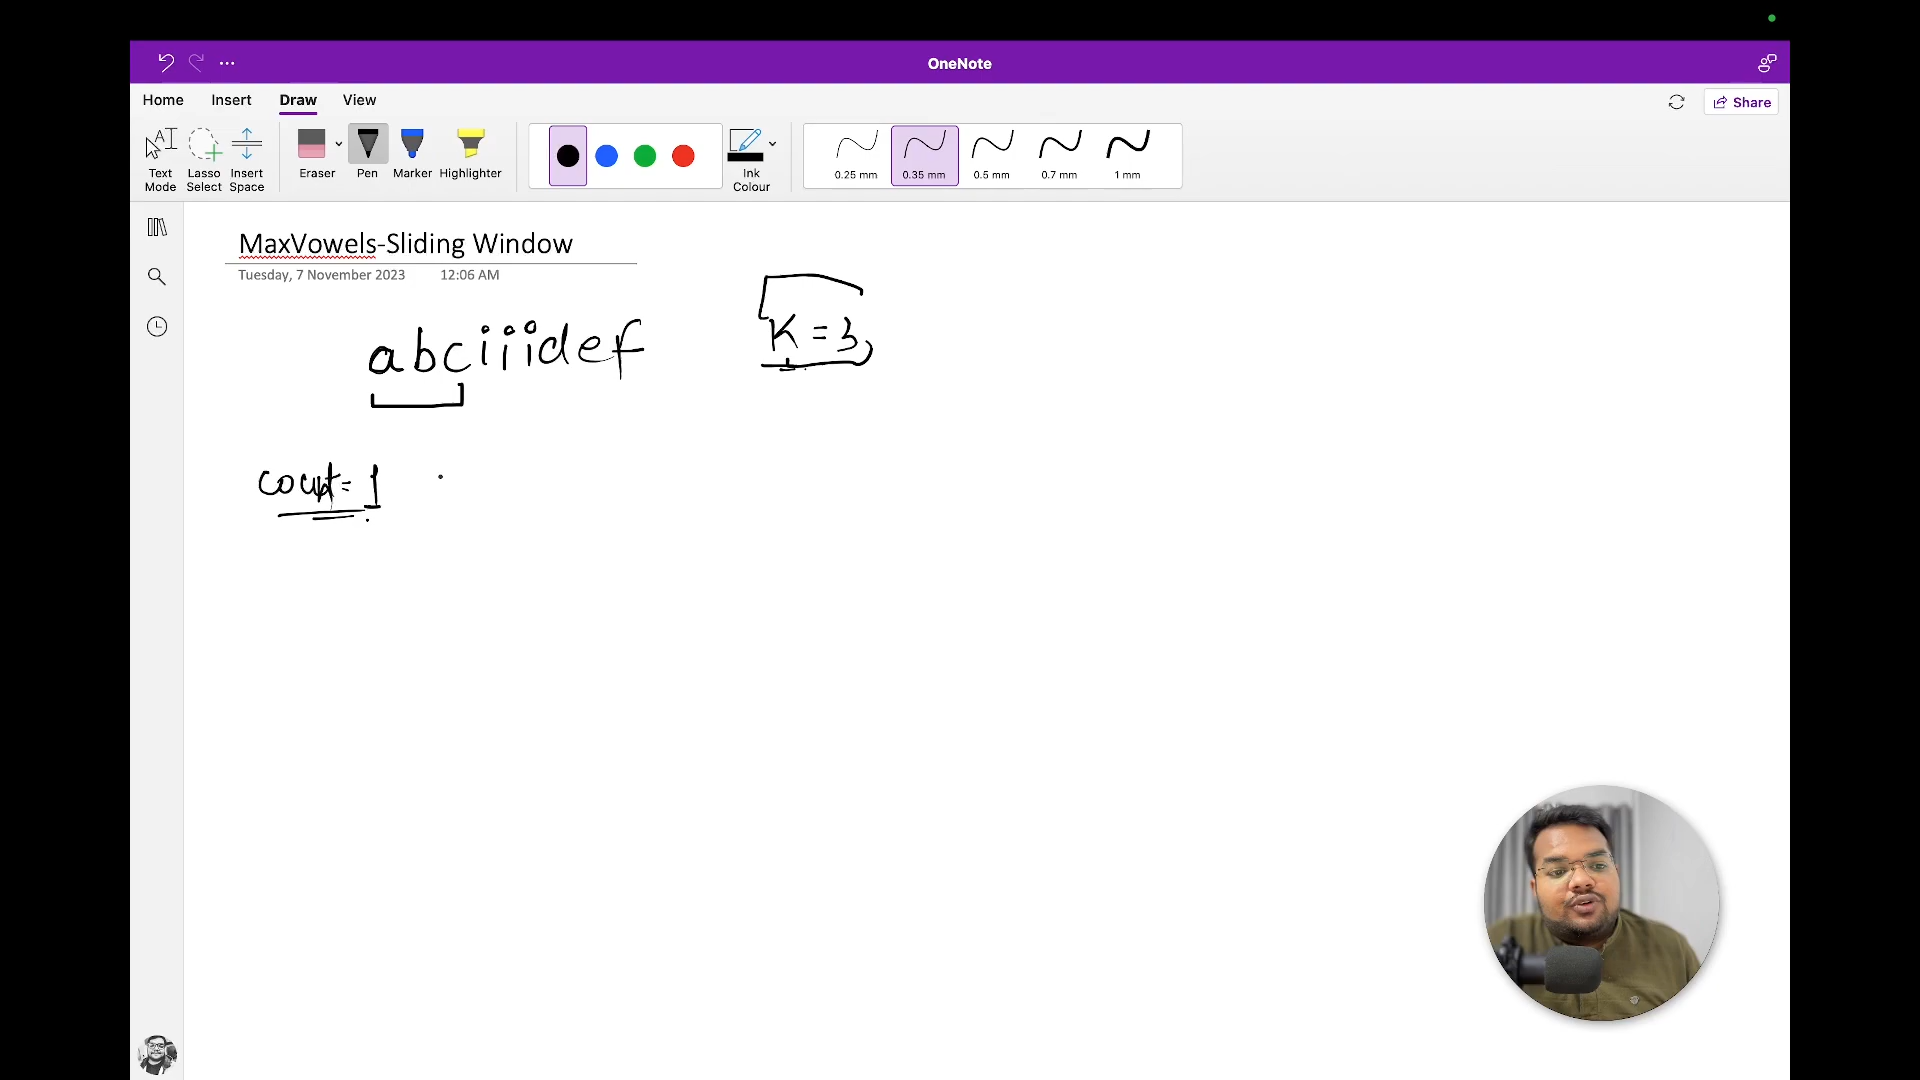 OneNote
Home Insert Draw View
Share
Text Mode
Lasso Select
Insert Space
Eraser
Pen
Marker
Highlighter
Ink Colour
0.25 mm
0.35 mm
0.5 mm
0.7 mm
1 mm
MaxVowels-Sliding Window
Tuesday, 7 November 2023 12:06 AM
abciiidef
K = 3
count = 1